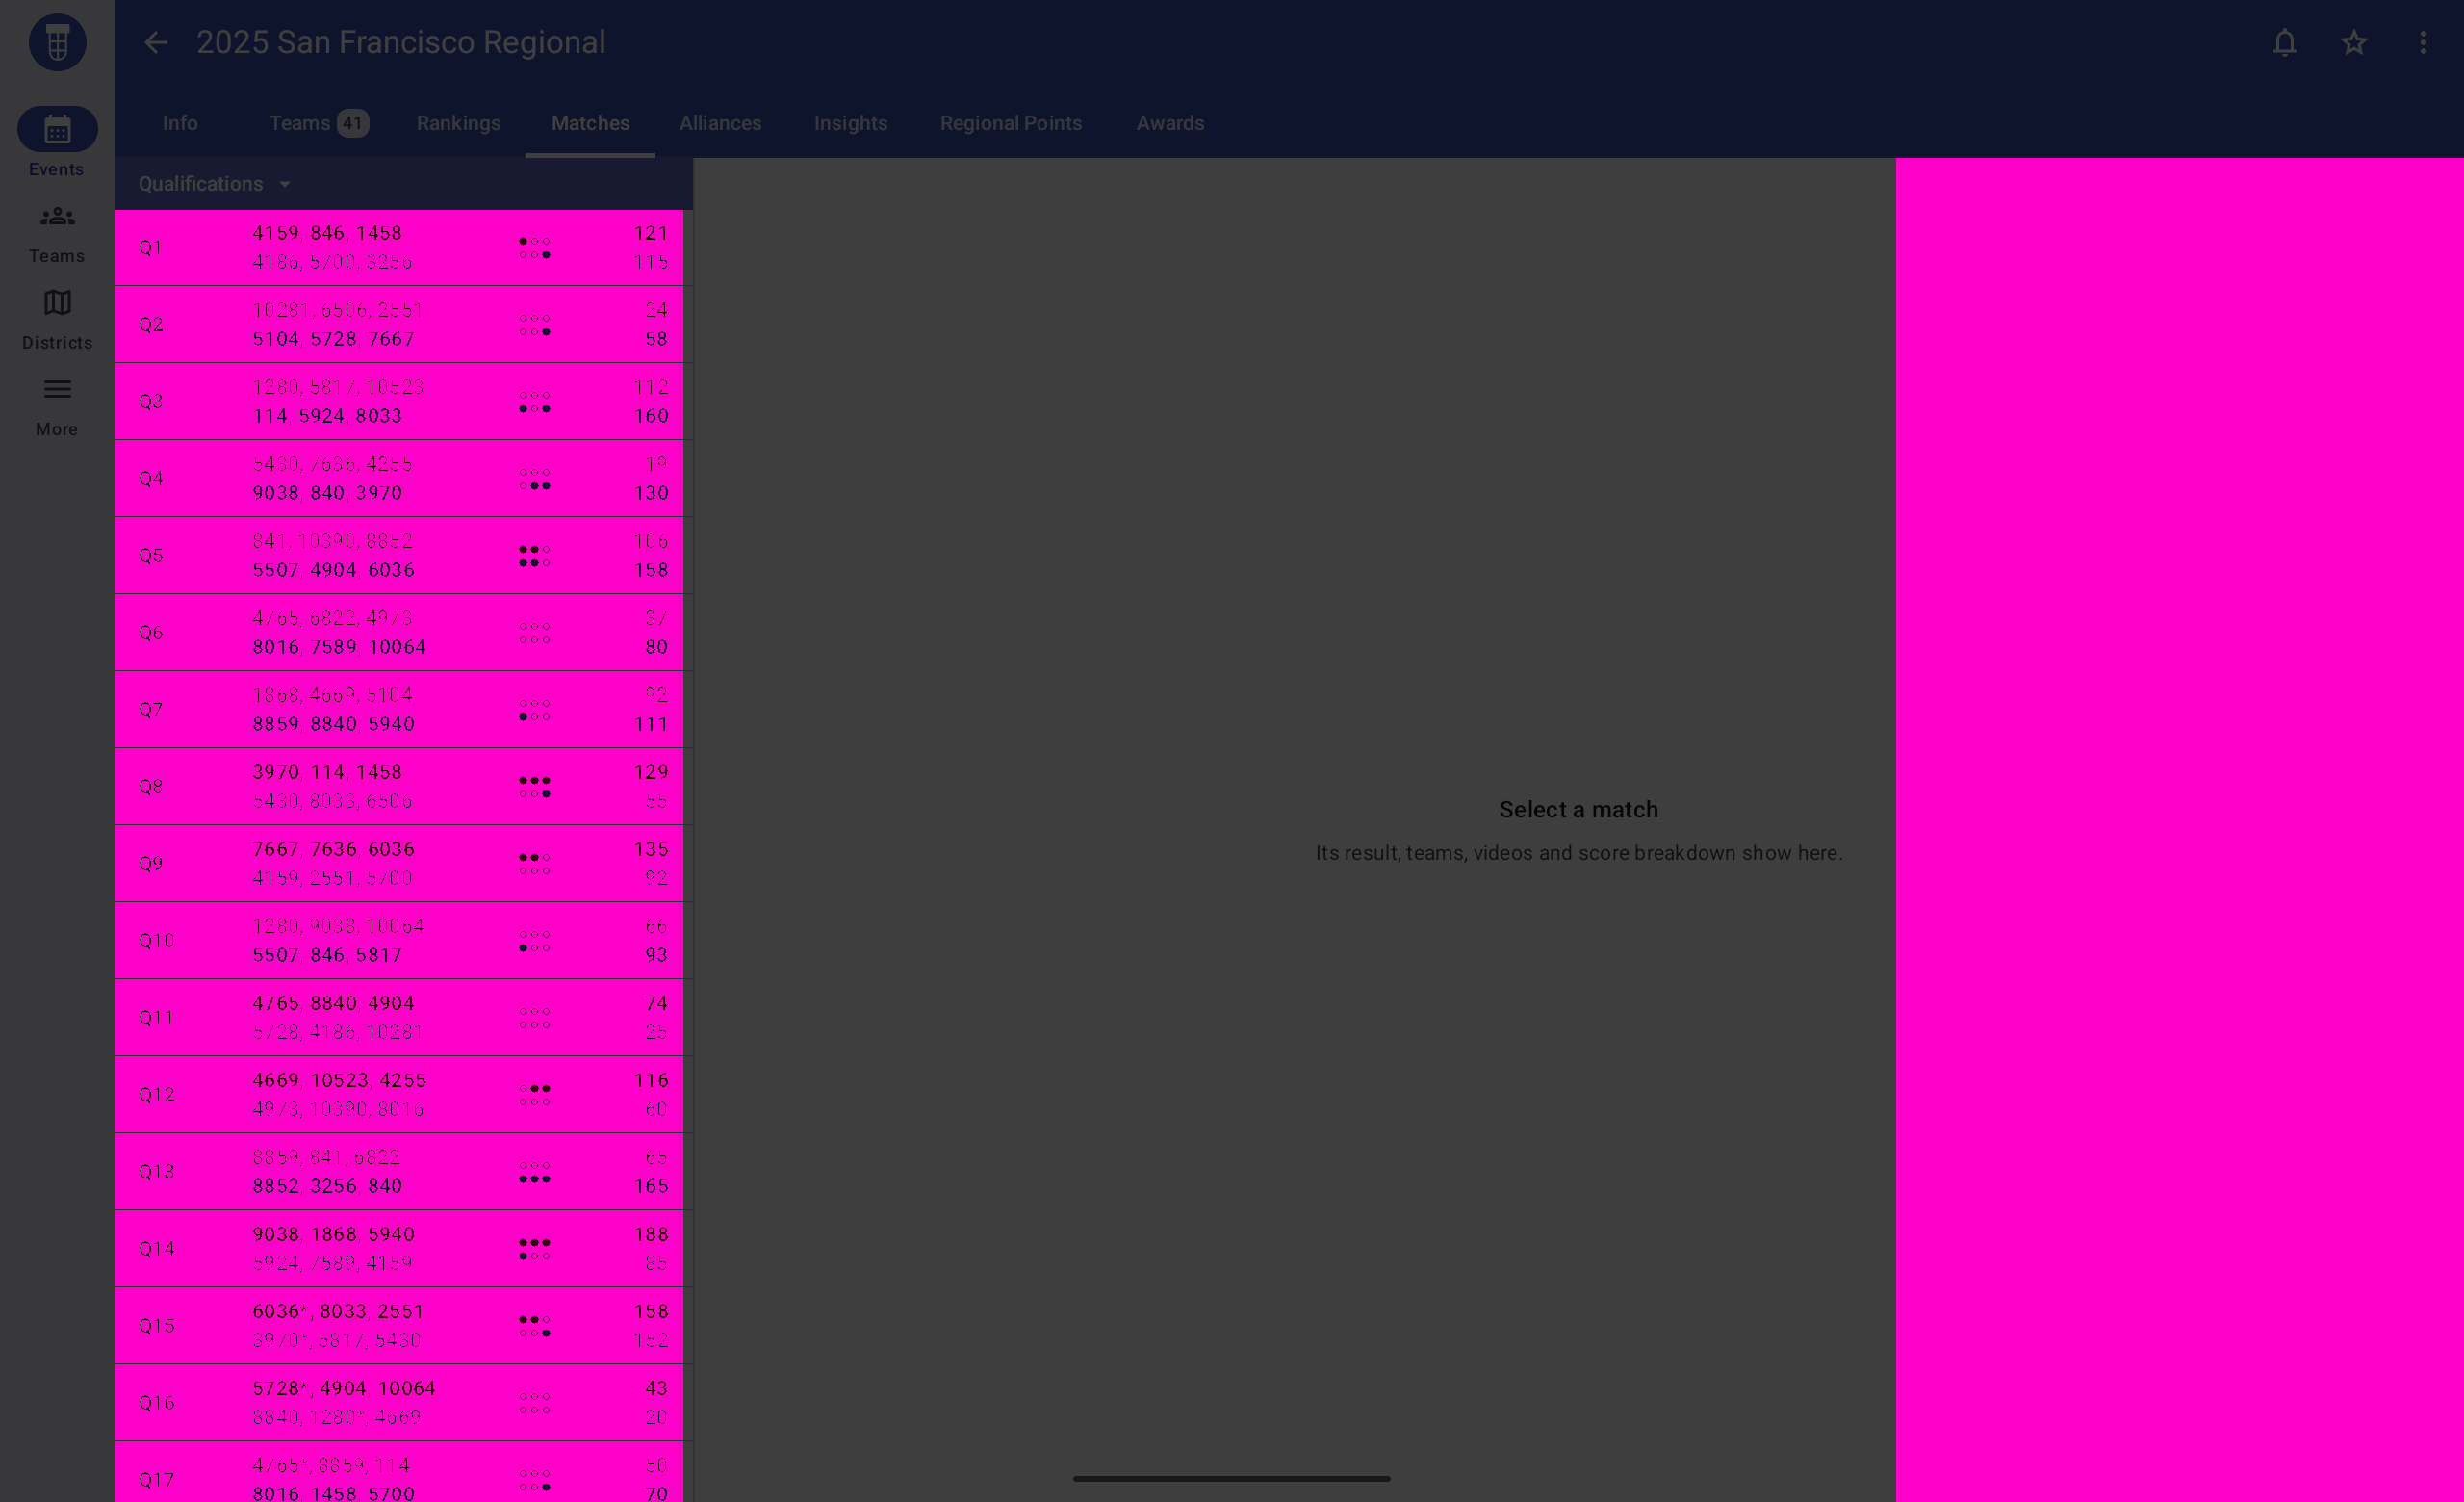 2025 San Francisco Regional
Info
Teams 41
Rankings
Matches
Alliances
Insights
Regional Points
Awards
Events
Teams
Districts
More
Qualifications
Q1
4159, 846, 1458
121
4186, 5700, 3256
115
Q2
10281, 6506, 2551
24
5104, 5728, 7667
58
Q3
1280, 5817, 10523
112
114, 5924, 8033
160
Q4
5430, 7636, 4255
19
9038, 840, 3970
130
Q5
841, 10390, 8852
106
5507, 4904, 6036
158
Q6
4765, 6822, 4973
37
8016, 7589, 10064
80
Q7
1868, 4669, 5104
92
8859, 8840, 5940
111
Q8
3970, 114, 1458
129
5430, 8033, 6506
55
Q9
7667, 7636, 6036
135
4159, 2551, 5700
92
Q10
1280, 9038, 10064
66
5507, 846, 5817
93
Q11
4765, 8840, 4904
74
5728, 4186, 10281
25
Q12
4669, 10523, 4255
116
4973, 10390, 8016
60
Q13
8859, 841, 6822
65
8852, 3256, 840
165
Q14
9038, 1868, 5940
188
5924, 7589, 4159
85
Q15
6036*, 8033, 2551
158
3970*, 5817, 5430
152
Q16
5728*, 4904, 10064
43
8840, 1280*, 4669
20
Q17
4765*, 8859, 114
50
8016, 1458, 5700
70
Select a match
Its result, teams, videos and score breakdown show here.